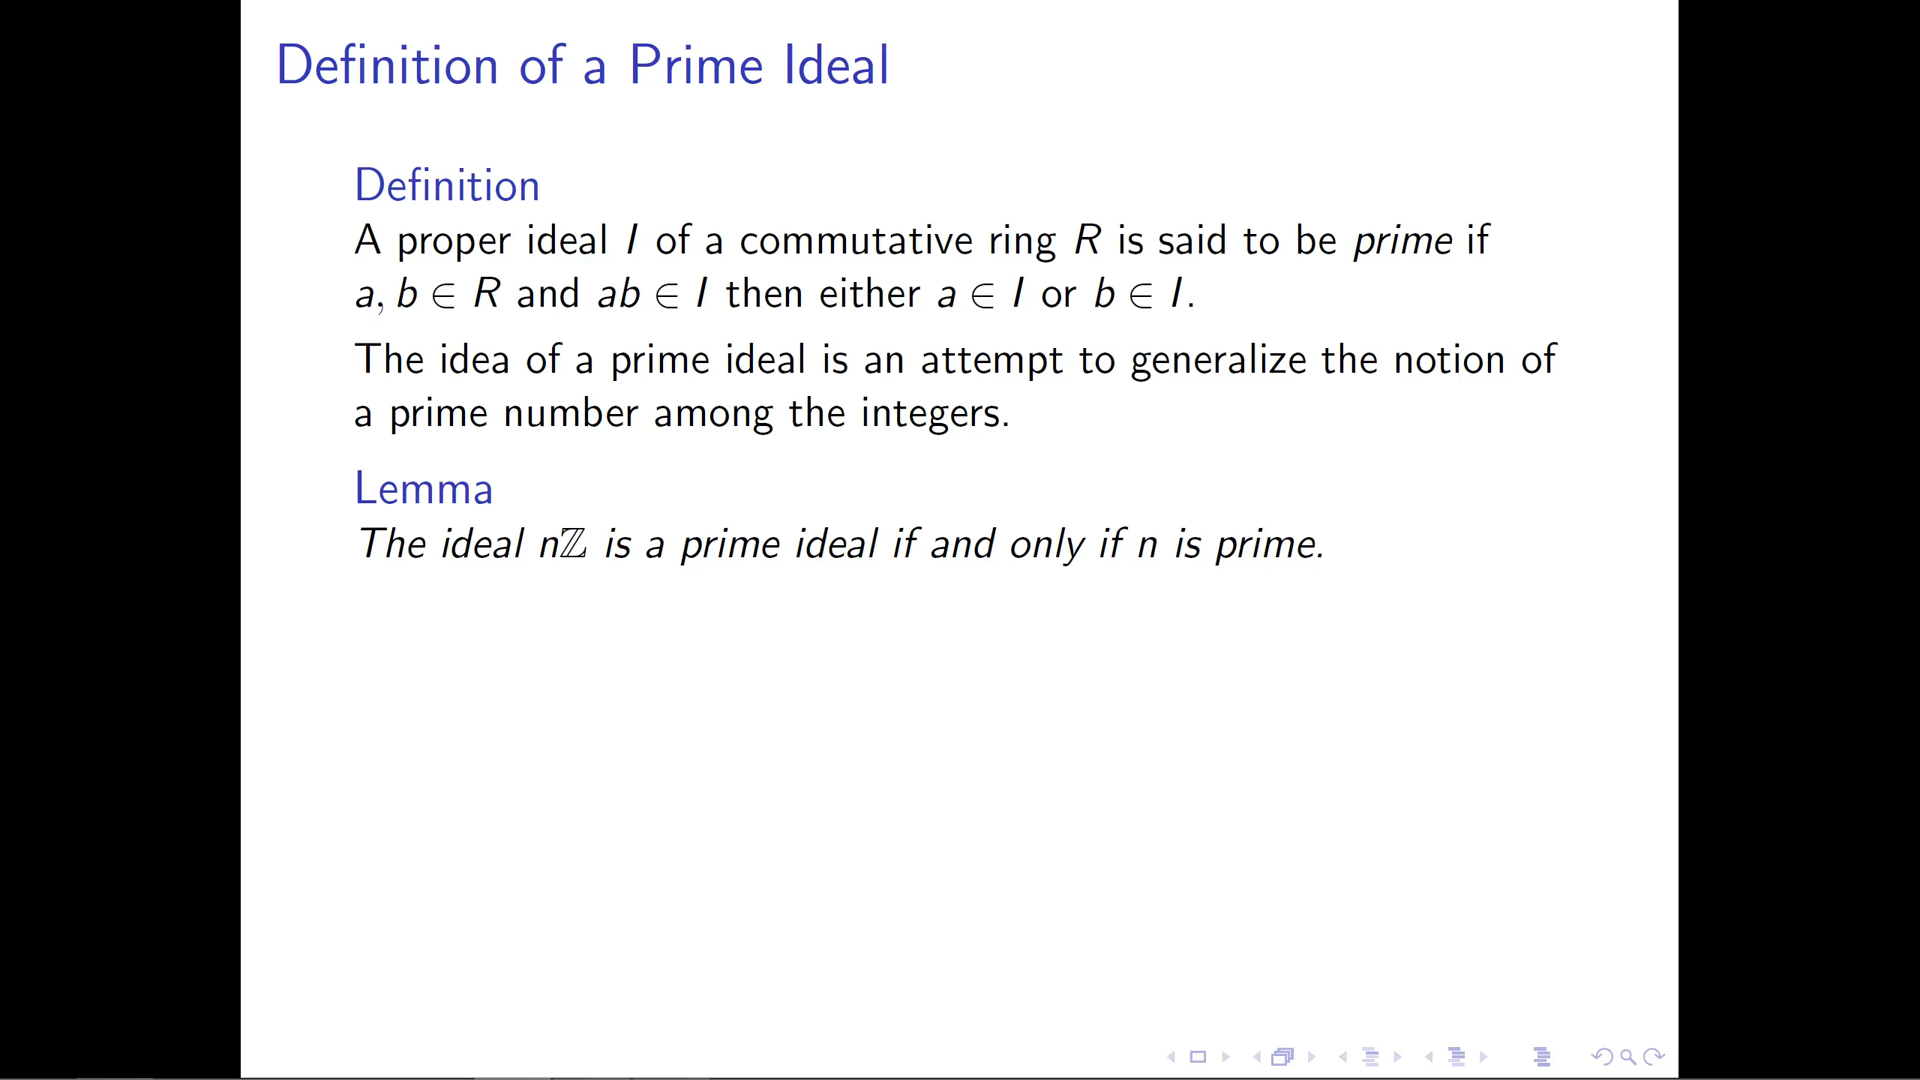 Definition of a Prime Ideal
Definition
A proper ideal I of a commutative ring R is said to be prime if
a, b ∈ R and ab ∈ I then either a ∈ I or b ∈ I.
The idea of a prime ideal is an attempt to generalize the notion of
a prime number among the integers.
Lemma
The ideal nℤ is a prime ideal if and only if n is prime.